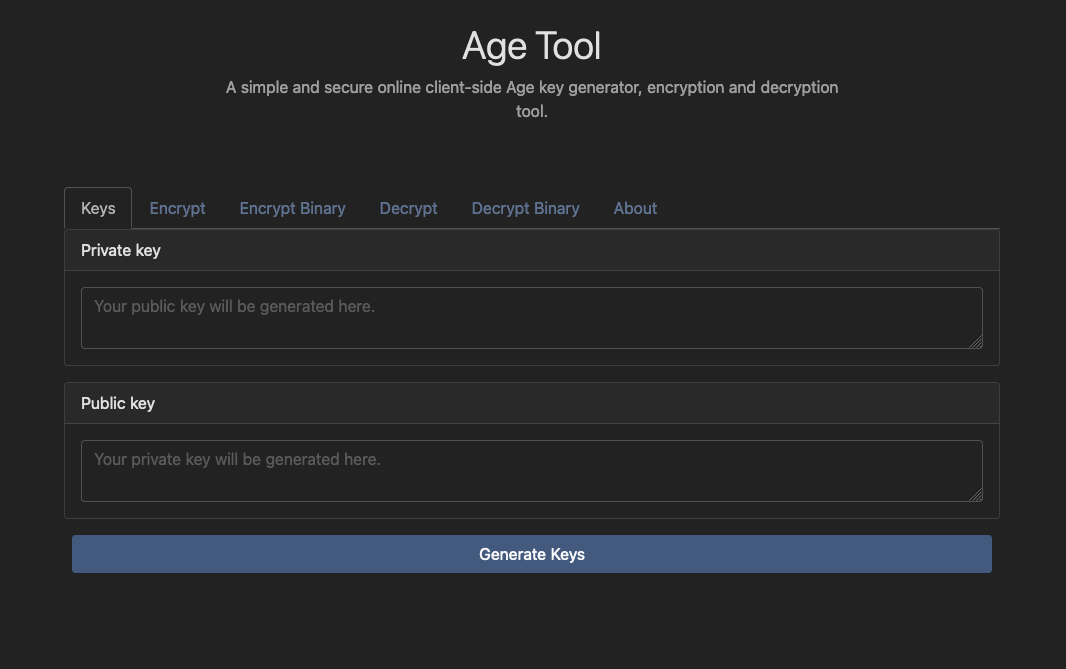 Age Tool
A simple and secure online client-side Age key generator, encryption and decryption
tool.
Keys Encrypt Encrypt Binary Decrypt Decrypt Binary About
Private key
Your public key will be generated here.
Public key
Your private key will be generated here.
Generate Keys